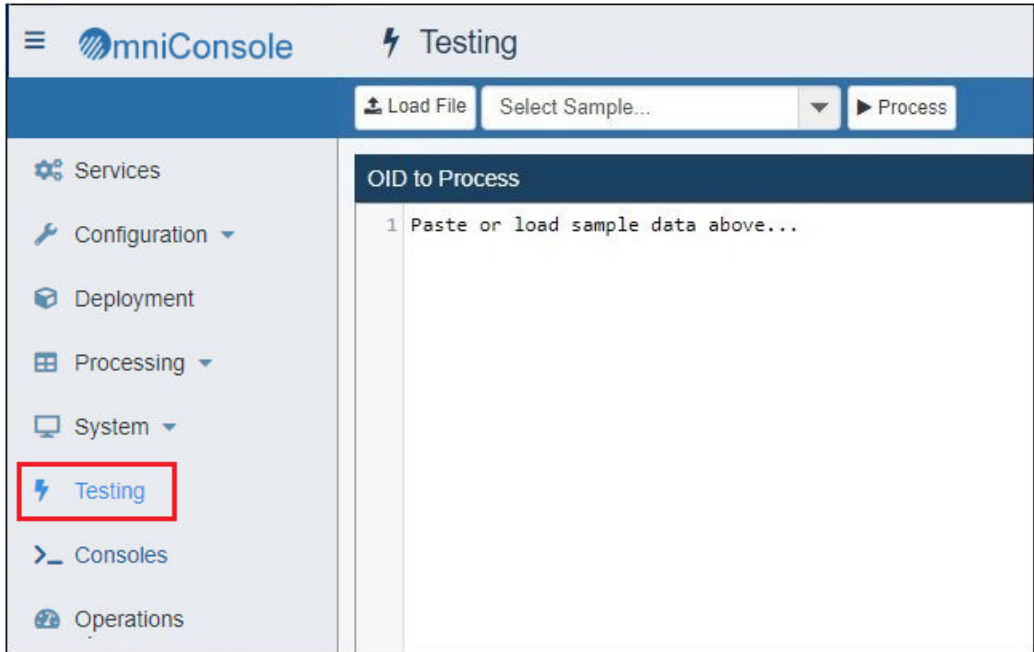 OmniConsole
Testing
Load File
Select Sample...
Process
Services
Configuration
Deployment
Processing
System
Testing
Consoles
Operations
OID to Process
1 Paste or load sample data above...